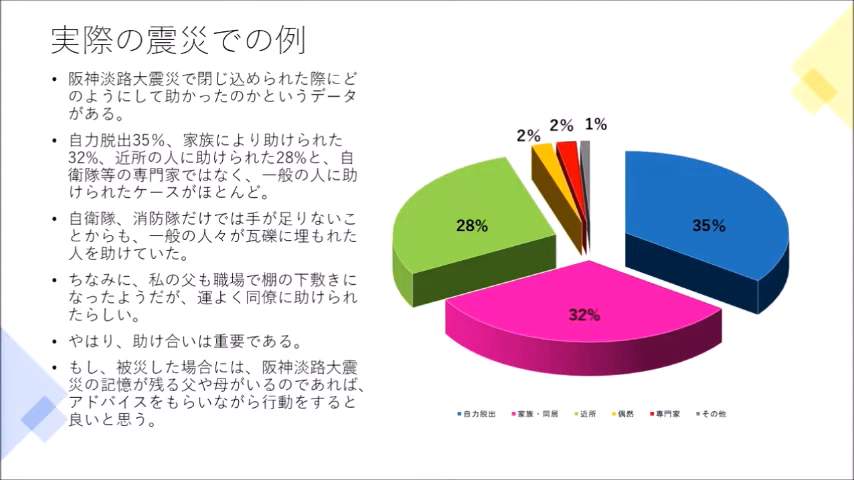 実際の震災での例
• 阪神淡路大震災で閉じ込められた際にど
のようにして助かったのかというデータ
がある。
• 自力脱出35%、家族により助けられた
32%、近所の人に助けられた28%と、自
衛隊等の専門家ではなく、一般の人に助
けられたケースがほとんど。
• 自衛隊、消防隊だけでは手が足りないこ
とからも、一般の人々が瓦礫に埋もれた
人を助けていた。
• ちなみに、私の父も職場で棚の下敷きに
なったようだが、運よく同僚に助けられ
たらしい。
• やはり、助け合いは重要である。
• もし、被災した場合には、阪神淡路大震
災の記憶が残る父や母がいるのであれば、
アドバイスをもらいながら行動をすると
良いと思う。
2%
2%
1%
28%
35%
32%
自力脱出 家族・同居 近所 偶然 専門家 その他